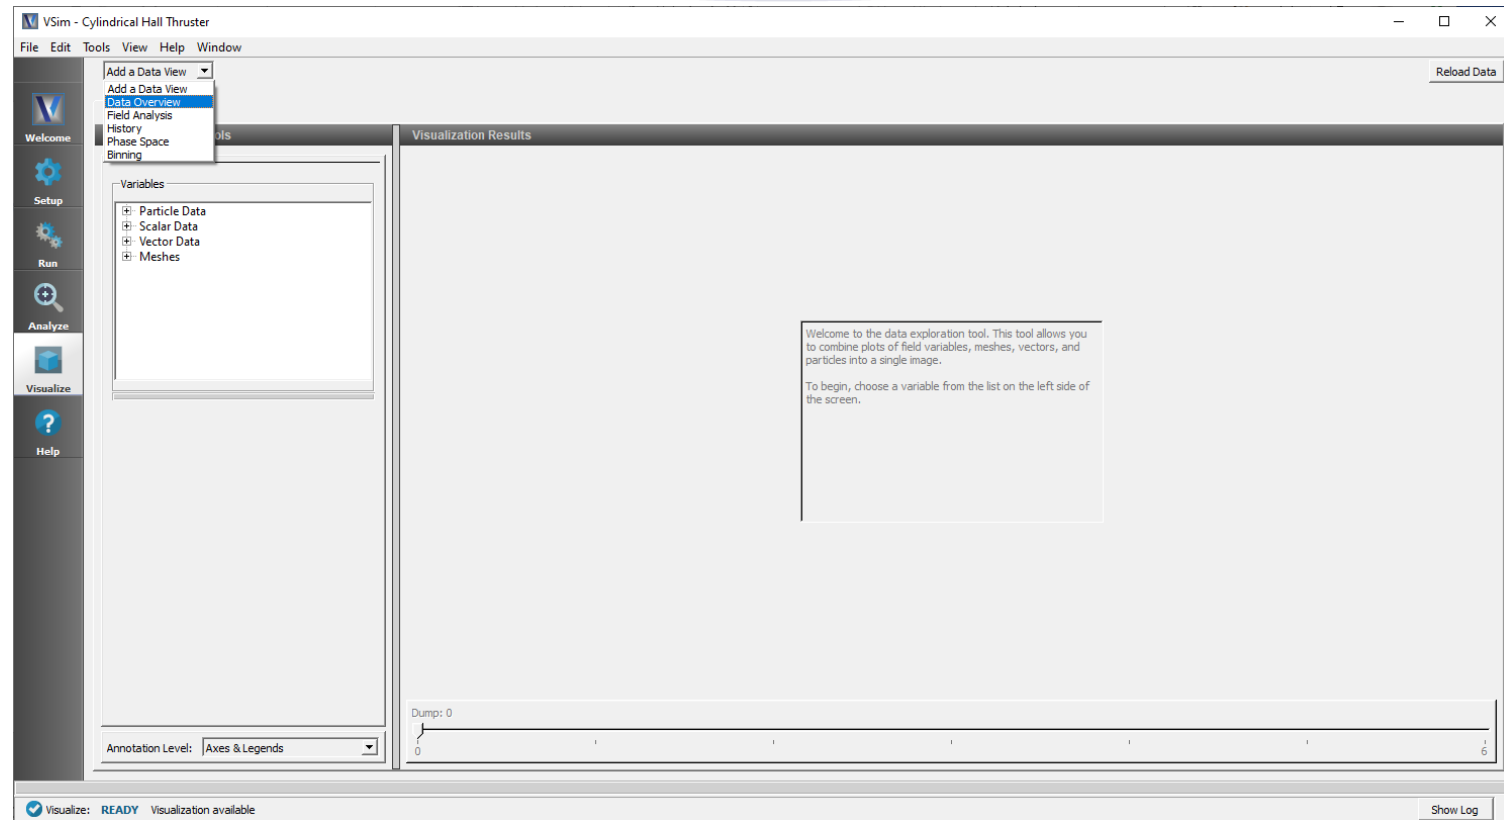 VSim - Cylindrical Hall Thruster
File Edit Tools View Help Window
Add a Data View
Reload Data
Add a Data View
Data Overview
Field Analysis
History
Phase Space
Binning
Welcome
Setup
Run
Analyze
Visualize
Help
ols
Visualization Results
Variables
Particle Data
Scalar Data
Vector Data
Meshes
Welcome to the data exploration tool. This tool allows you
to combine plots of field variables, meshes, vectors, and
particles into a single image.
To begin, choose a variable from the list on the left side of
the screen.
Dump: 0
0
6
Annotation Level: Axes & Legends
Visualize: READY Visualization available
Show Log